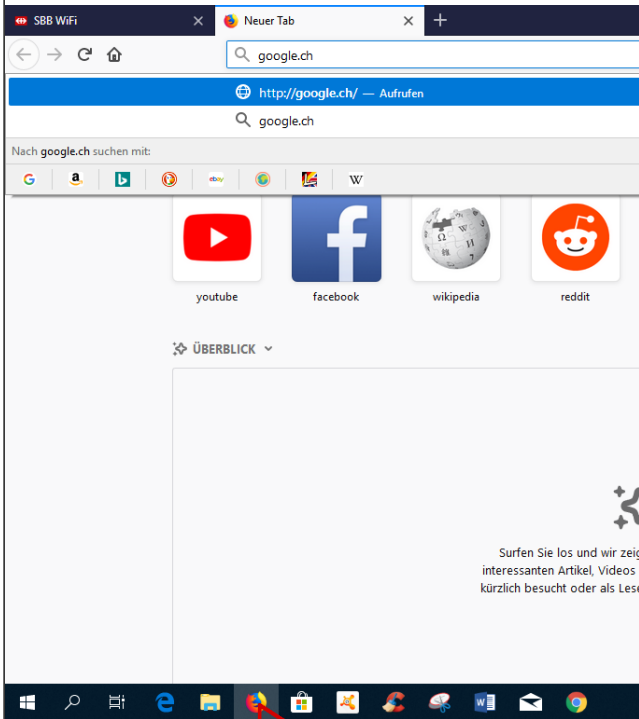 SBB WiFi
Neuer Tab
google.ch
http://google.ch/ — Aufrufen
google.ch
Nach google.ch suchen mit:
G a b ebay W
youtube facebook wikipedia reddit
ÜBERBLICK
Surfen Sie los und wir zeig
interessanten Artikel, Videos
kürzlich besucht oder als Lese